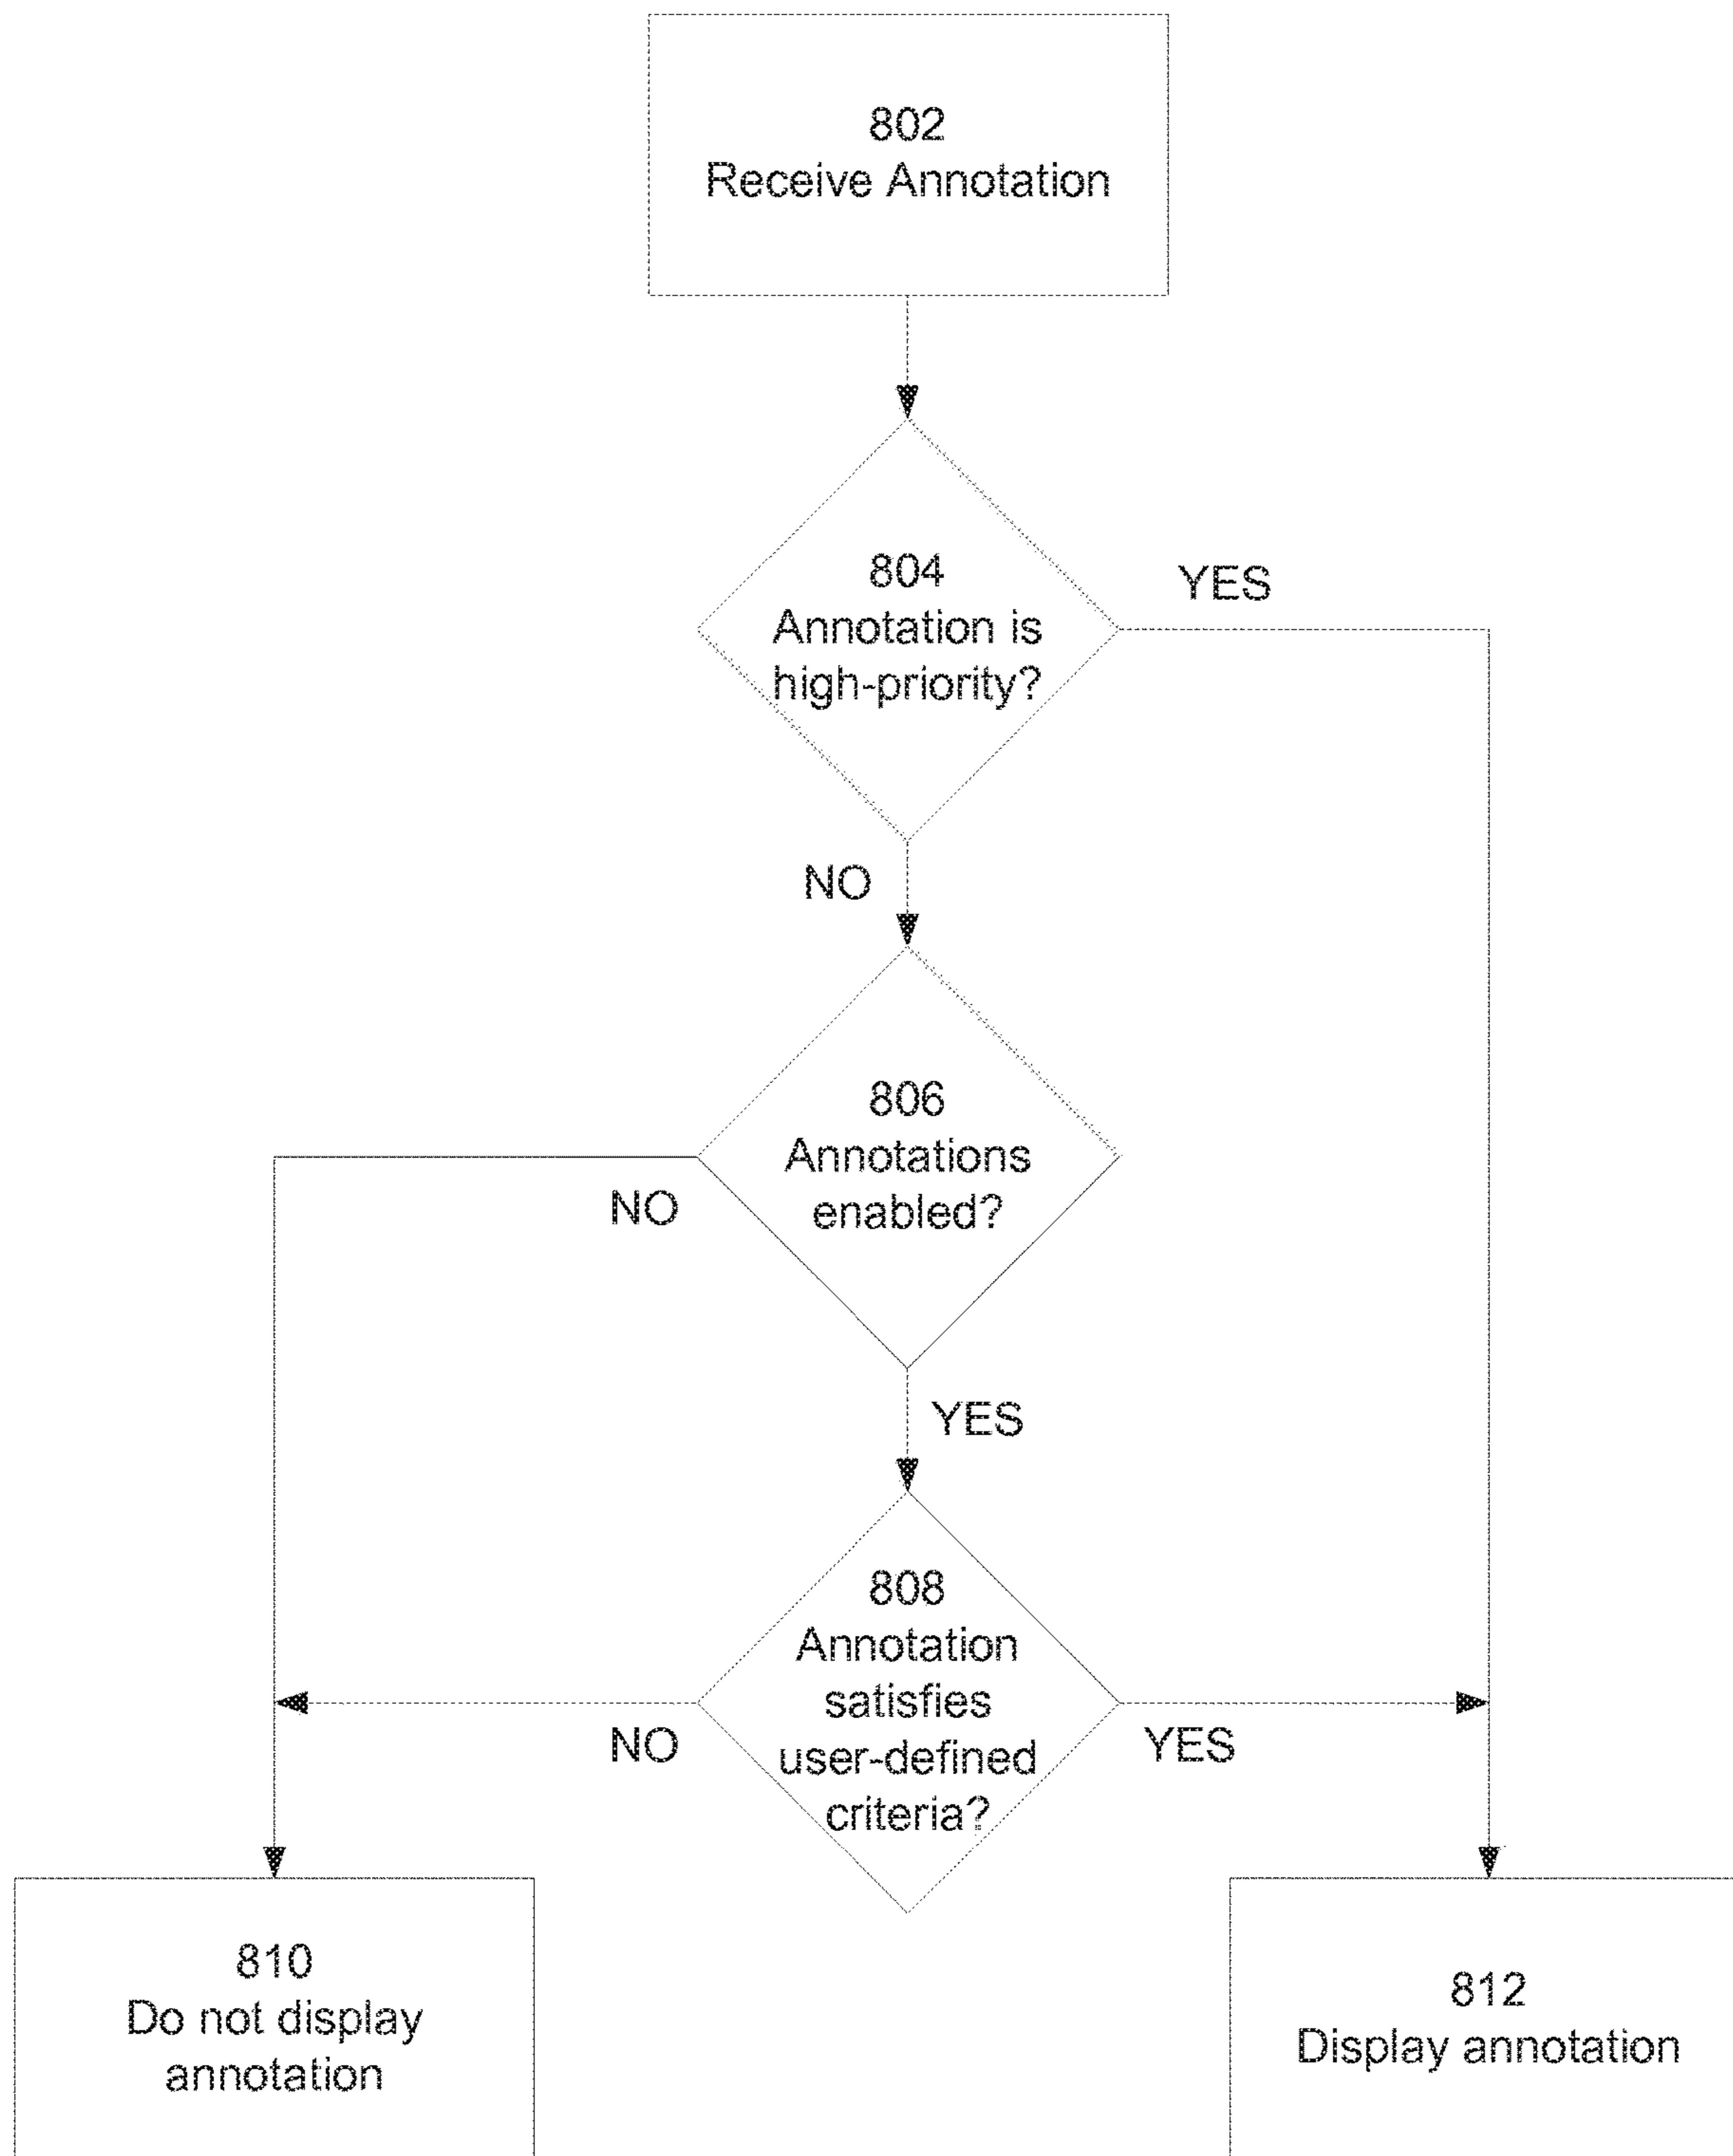 802
Receive Annotation
804
Annotation is
high-priority?
YES
NO
806
Annotations
enabled?
NO
YES
808
Annotation
satisfies
user-defined
criteria?
NO
YES
810
Do not display
annotation
812
Display annotation